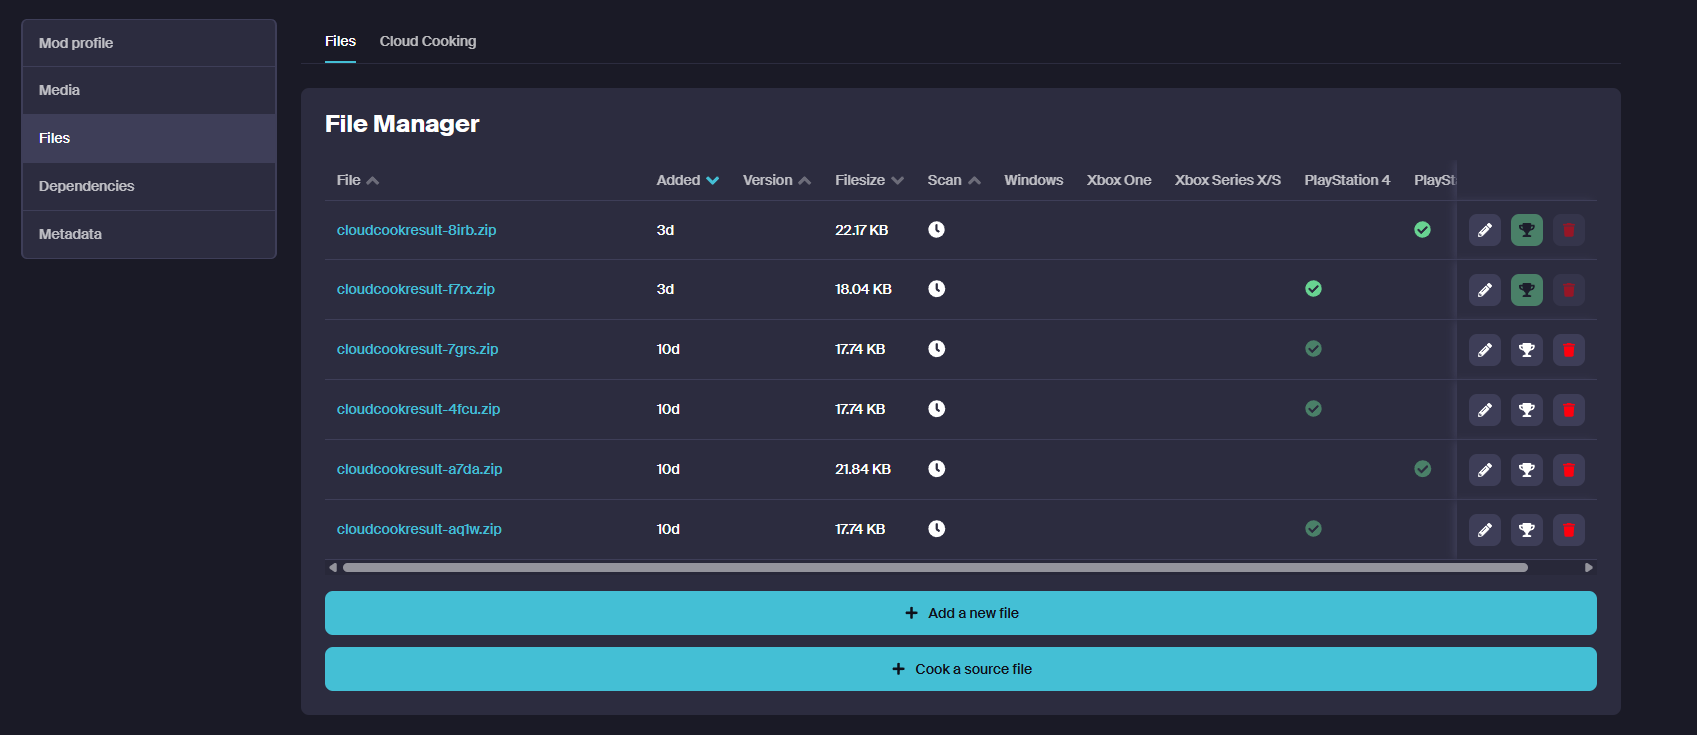 Mod profile
Media
Files
Dependencies
Metadata
Files Cloud Cooking
File Manager
File Added Version Filesize Scan Windows Xbox One Xbox Series X/S PlayStation 4 PlaySt
cloudcookresult-8irb.zip 3d 22.17 KB
cloudcookresult-f7rx.zip 3d 18.04 KB
cloudcookresult-7grs.zip 10d 17.74 KB
cloudcookresult-4fcu.zip 10d 17.74 KB
cloudcookresult-a7da.zip 10d 21.84 KB
cloudcookresult-aq1w.zip 10d 17.74 KB
+ Add a new file
+ Cook a source file